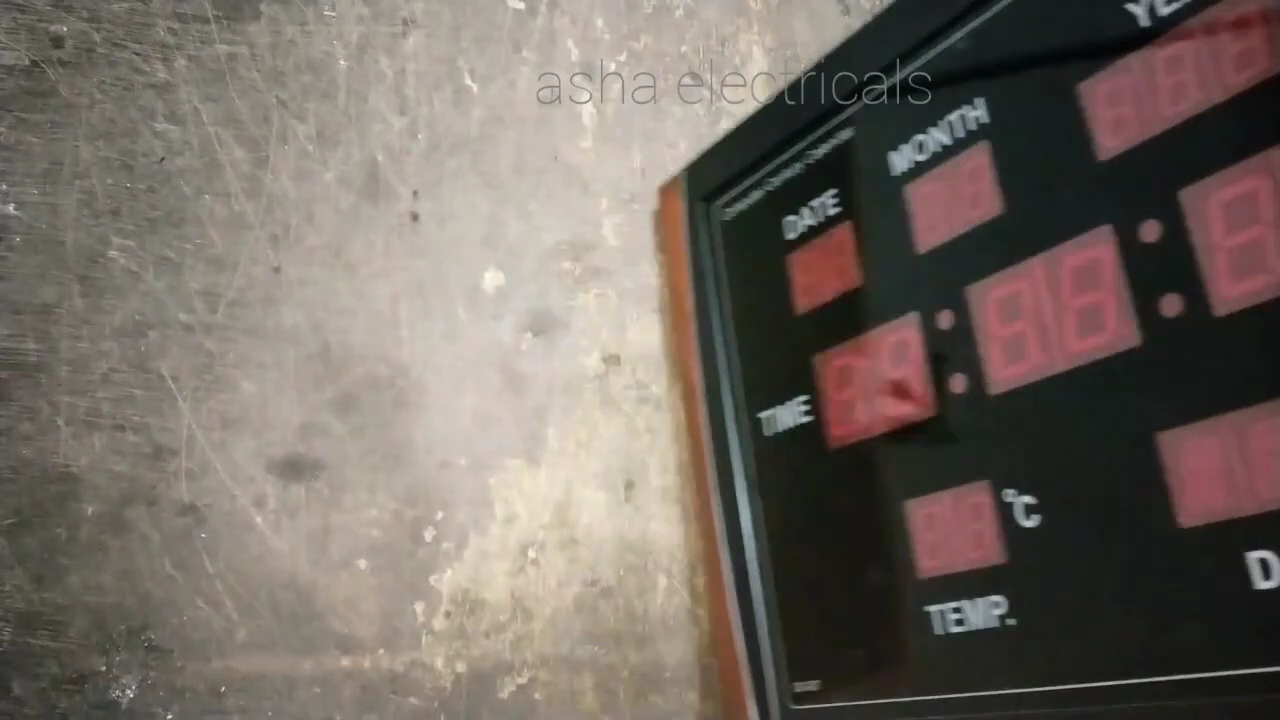 asha electricals
YE
MONTH
DATE
TIME
°C
TEMP.
D